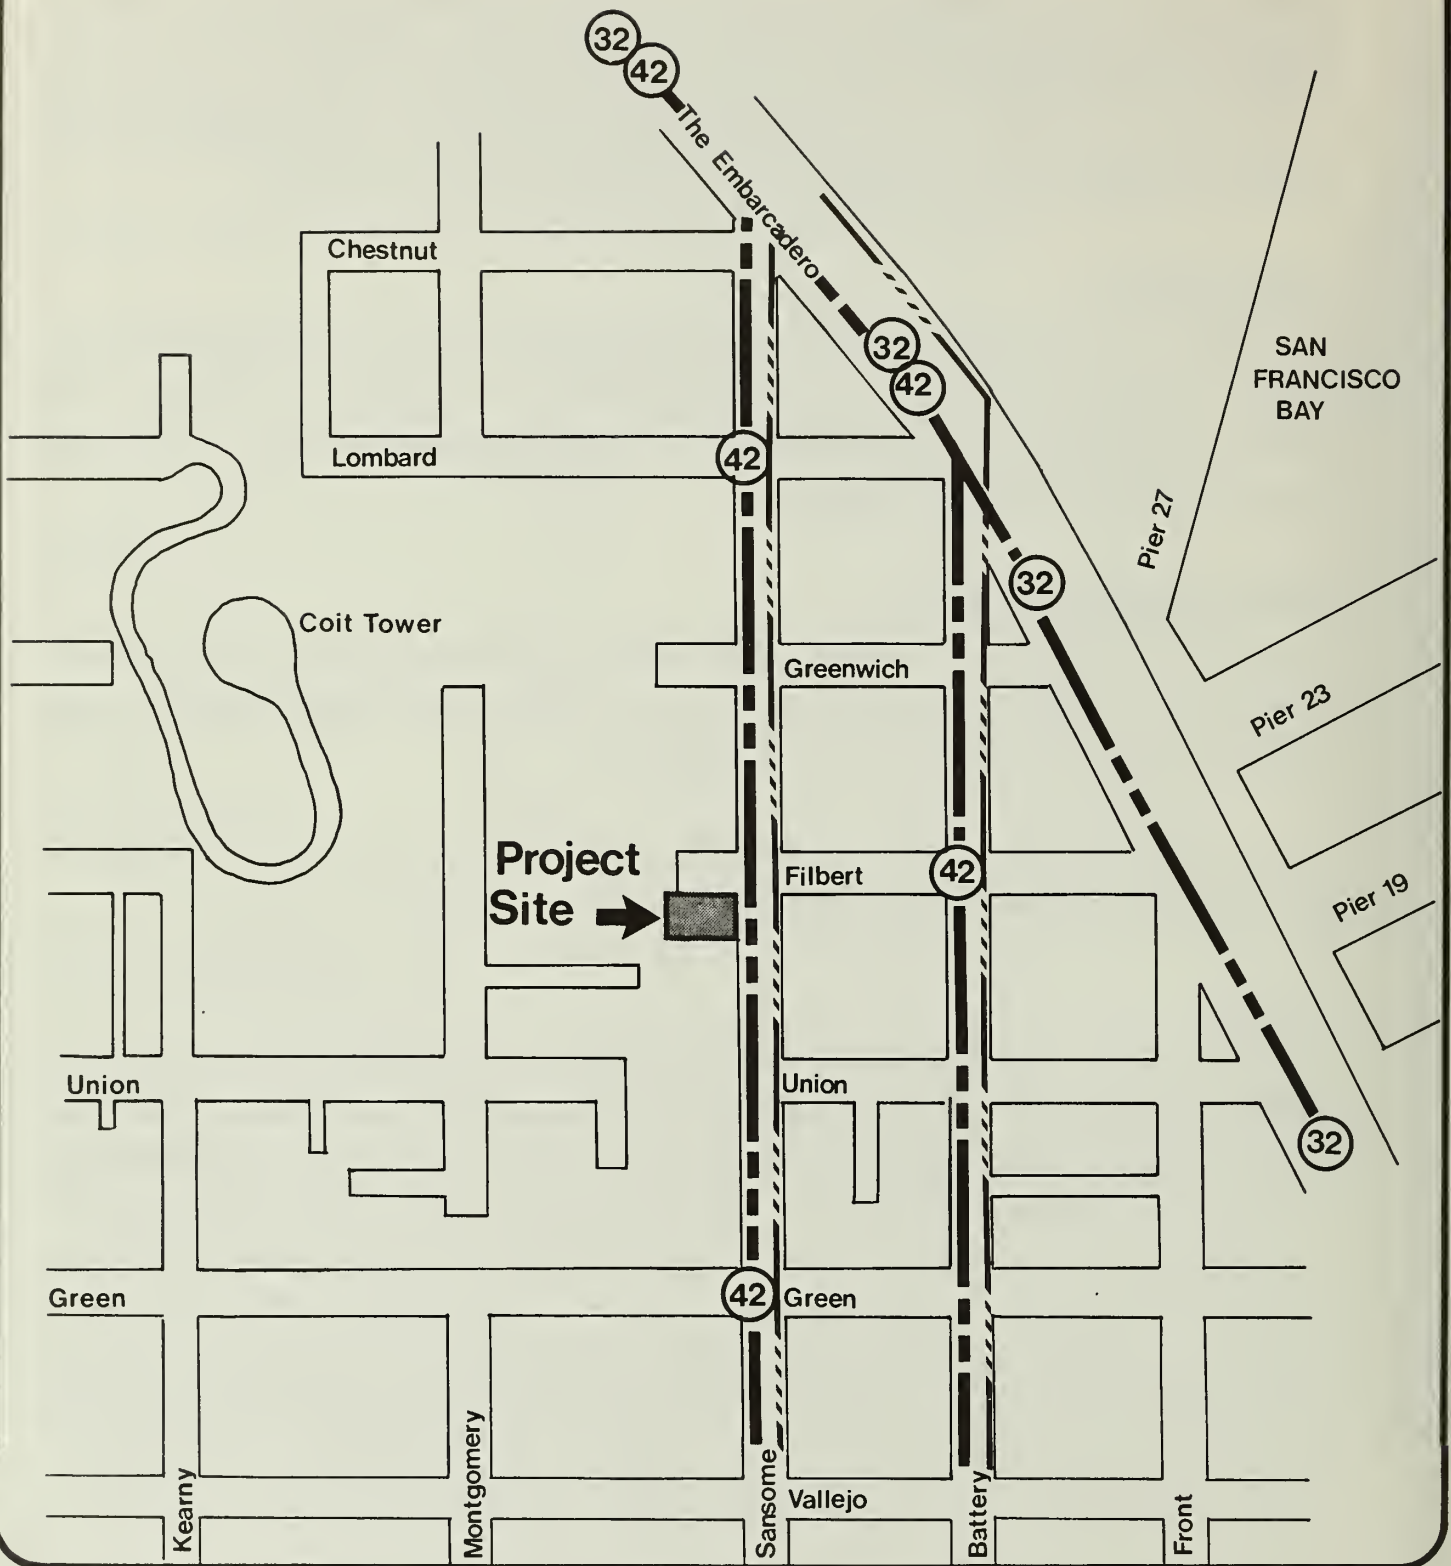 32
42
The Embarcadero
Chestnut
32
SAN
FRANCISCO
BAY
42
Lombard
42
Pier 27
32
Coit Tower
Greenwich
Pier 23
Project
Site
Filbert
42
Pier 19
Union
Union
32
Green
42
Green
Kearny
Montgomery
Sansome
Vallejo
Battery
Front